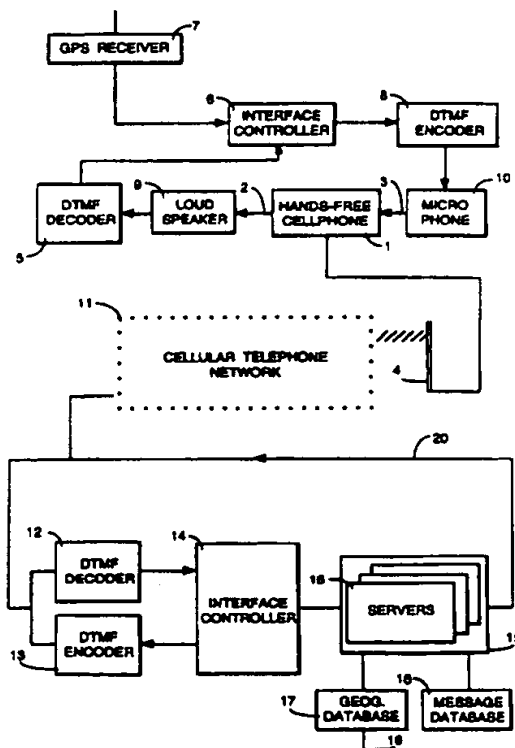 7
GPS RECEIVER
6
INTERFACE
CONTROLLER
8
DTMF
ENCODER
DTMF
DECODER
5
9
LOUD
SPEAKER
2
HANDS-FREE
CELLPHONE
1
3
MICRO
PHONE
10
11
CELLULAR TELEPHONE
NETWORK
4
20
12
DTMF
DECODER
13
DTMF
ENCODER
14
INTERFACE
CONTROLLER
SERVERS
17
GEOG.
DATABASE
MESSAGE
DATABASE